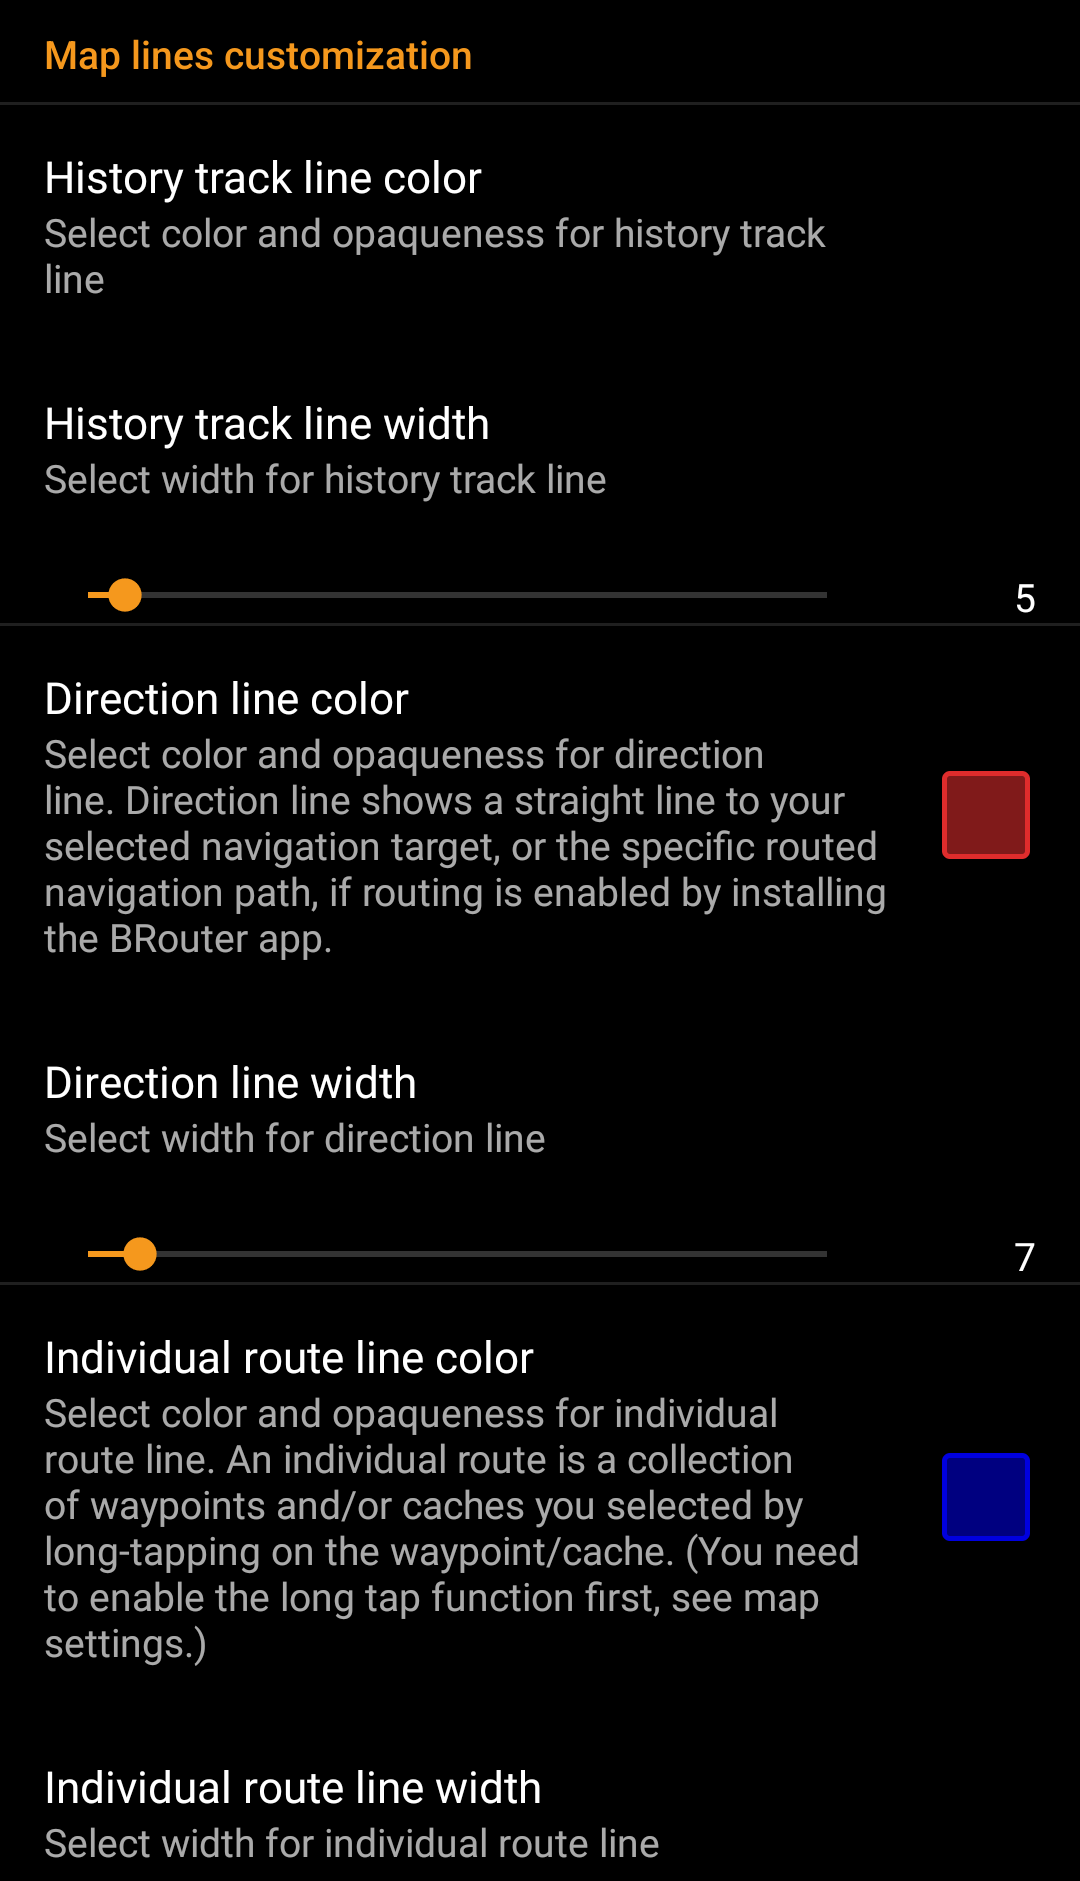 Map lines customization
History track line color
Select color and opaqueness for history track
line
History track line width
Select width for history track line
5
Direction line color
Select color and opaqueness for direction
line. Direction line shows a straight line to your
selected navigation target, or the specific routed
navigation path, if routing is enabled by installing
the BRouter app.
Direction line width
Select width for direction line
7
Individual route line color
Select color and opaqueness for individual
route line. An individual route is a collection
of waypoints and/or caches you selected by
long-tapping on the waypoint/cache. (You need
to enable the long tap function first, see map
settings.)
Individual route line width
Select width for individual route line